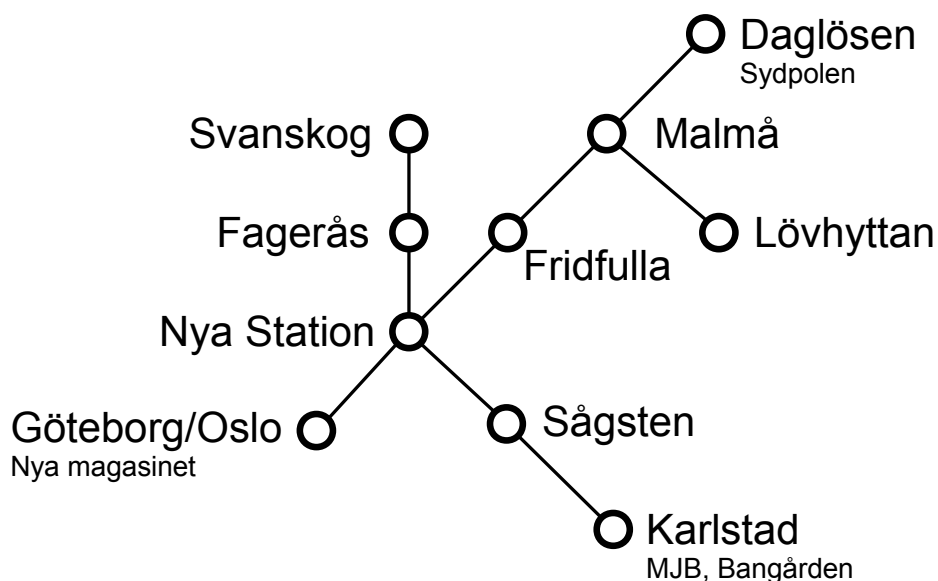 Daglösen
Sydpolen
Svanskog
Malmå
Fagerås
Lövhyttan
Fridfulla
Nya Station
Göteborg/Oslo
Nya magasinet
Sågsten
Karlstad
MJB, Bangården